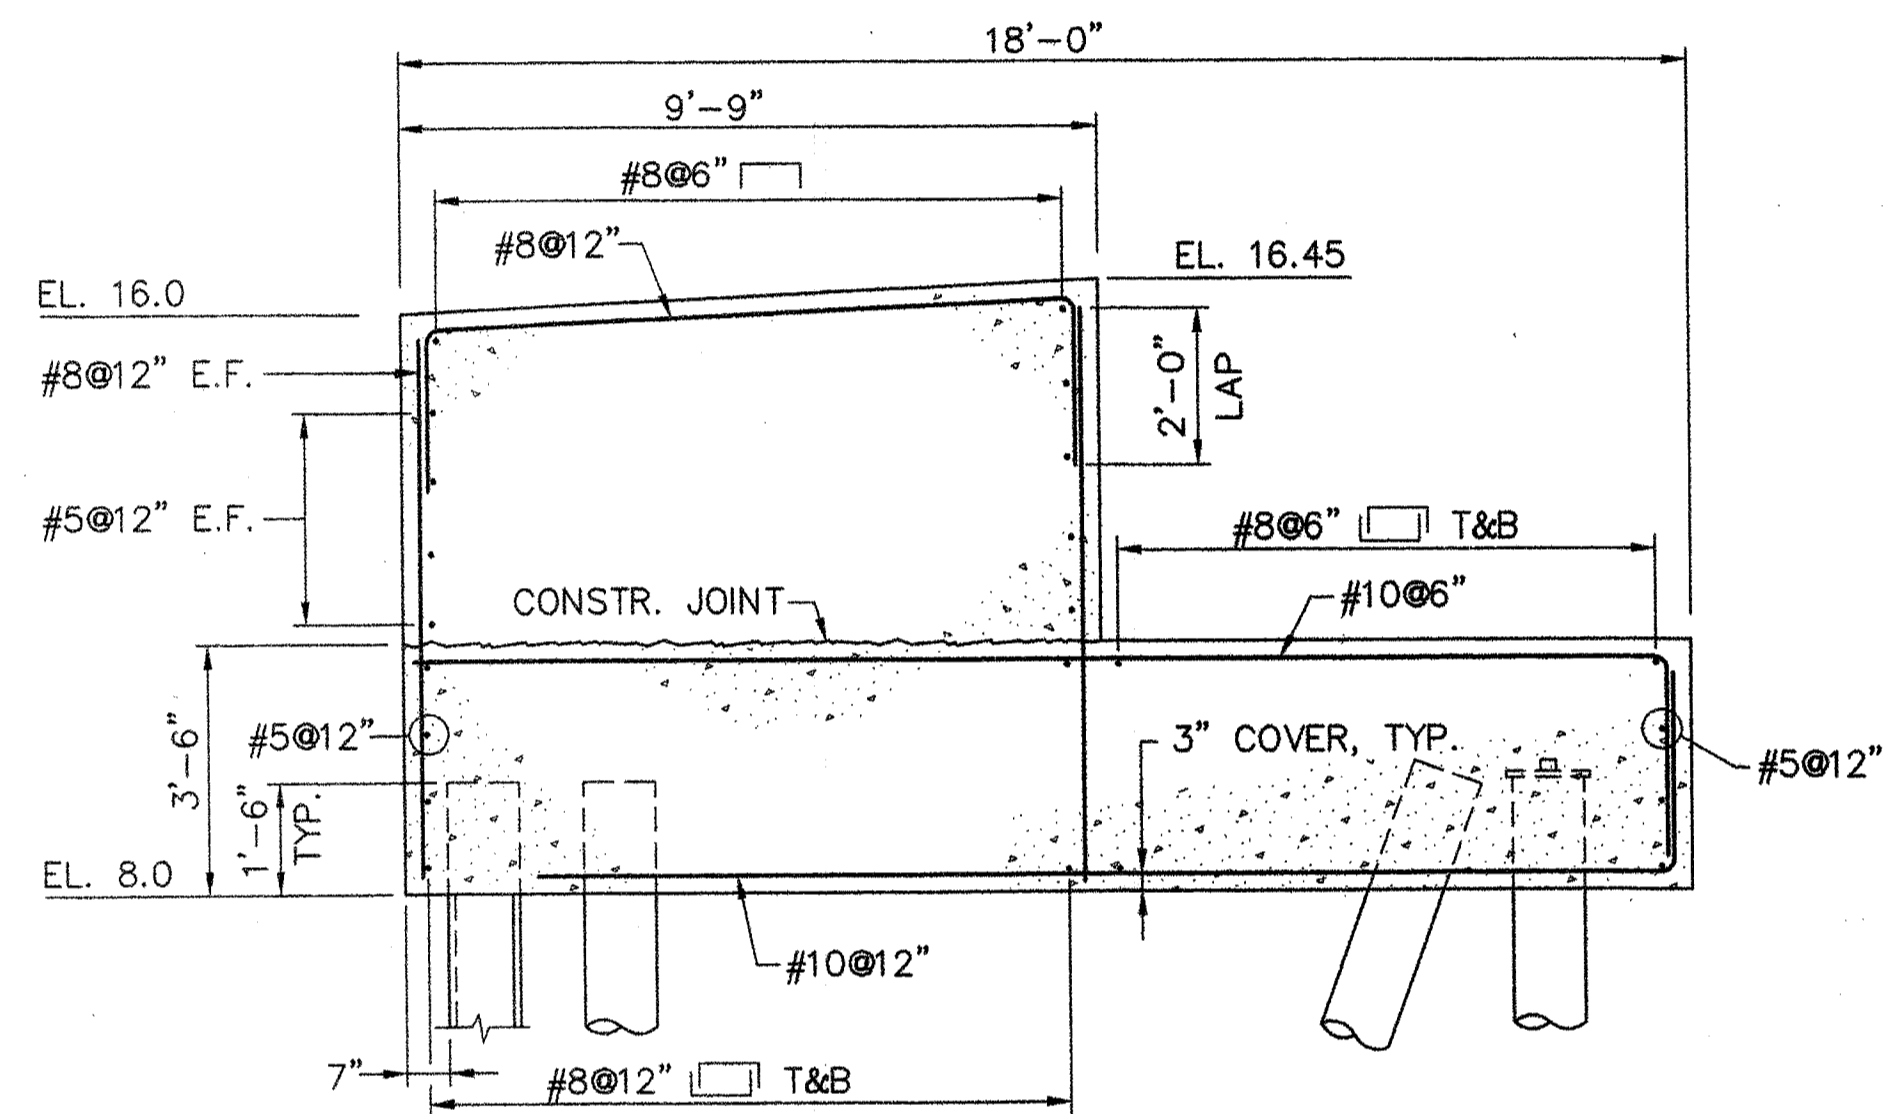 18'-0"
9'-9"
#8@6"
#8@12"
EL. 16.45
EL. 16.0
#8@12" E.F.
2'-0"
LAP
#5@12" E.F.
#8@6" T&B
CONSTR. JOINT
#10@6"
3'-6"
#5@12"
3" COVER, TYP.
#5@12"
1'-6"
TYP.
EL. 8.0
#10@12"
7"
#8@12" T&B